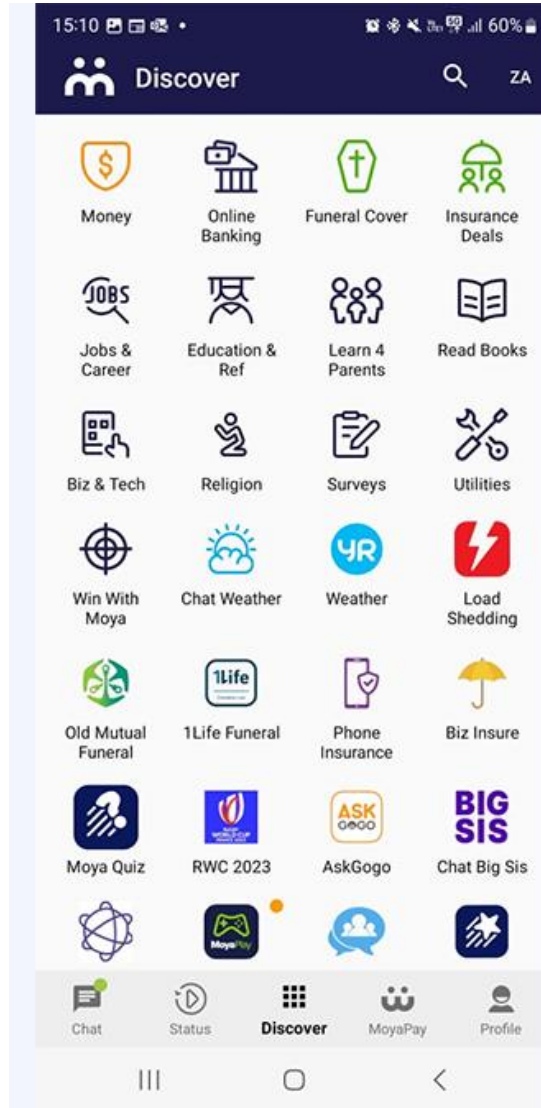 15:10
5G
60%
Discover
ZA
$
Money
Online
Banking
Funeral Cover
Insurance
Deals
JOBS
Jobs &
Career
Education &
Ref
Learn 4
Parents
Read Books
Biz & Tech
Religion
Surveys
Utilities
Win With
Moya
Chat Weather
YR
Weather
Load
Shedding
Old Mutual
Funeral
1Life
1Life Funeral
Phone
Insurance
Biz Insure
Moya Quiz
RWC 2023
ASK
GOGO
AskGogo
BIG
SIS
Chat Big Sis
MoyaPlay
Chat
Status
Discover
MoyaPay
Profile